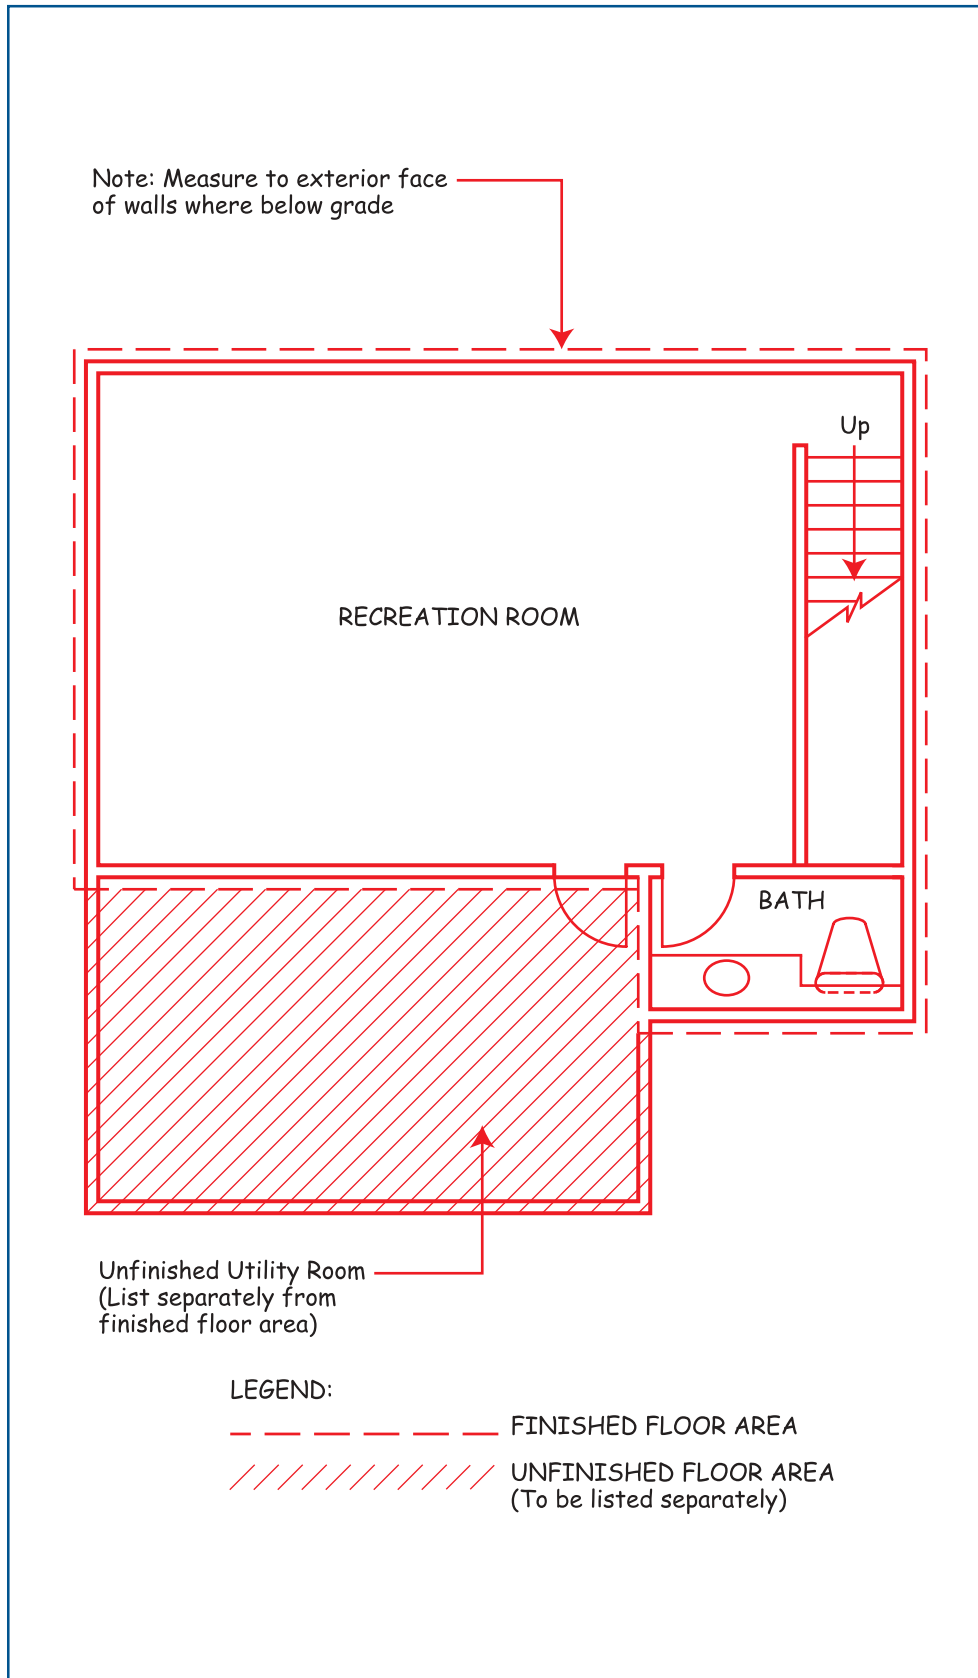 Note: Measure to exterior face
of walls where below grade
Up
RECREATION ROOM
BATH
Unfinished Utility Room
(List separately from
finished floor area)
LEGEND:
FINISHED FLOOR AREA
UNFINISHED FLOOR AREA
(To be listed separately)